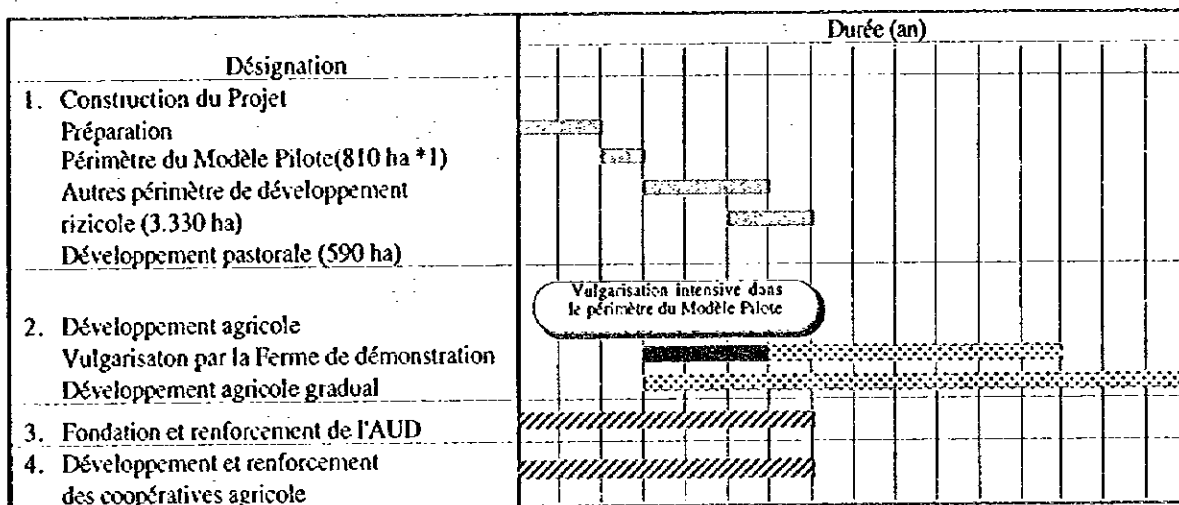 Durée (an)
Désignation
1. Construction du Projet
Préparation
Périmètre du Modèle Pilote(810 ha *1)
Autres périmètre de développement
rizicole (3.330 ha)
Développement pastorale (590 ha)
Vulgarisation intensive dans
le périmètre du Modèle Pilote
2. Développement agricole
Vulgarisaton par la Ferme de démonstration
Développement agricole gradual
3. Fondation et renforcement de l'AUD
4. Développement et renforcement
des coopératives agricole